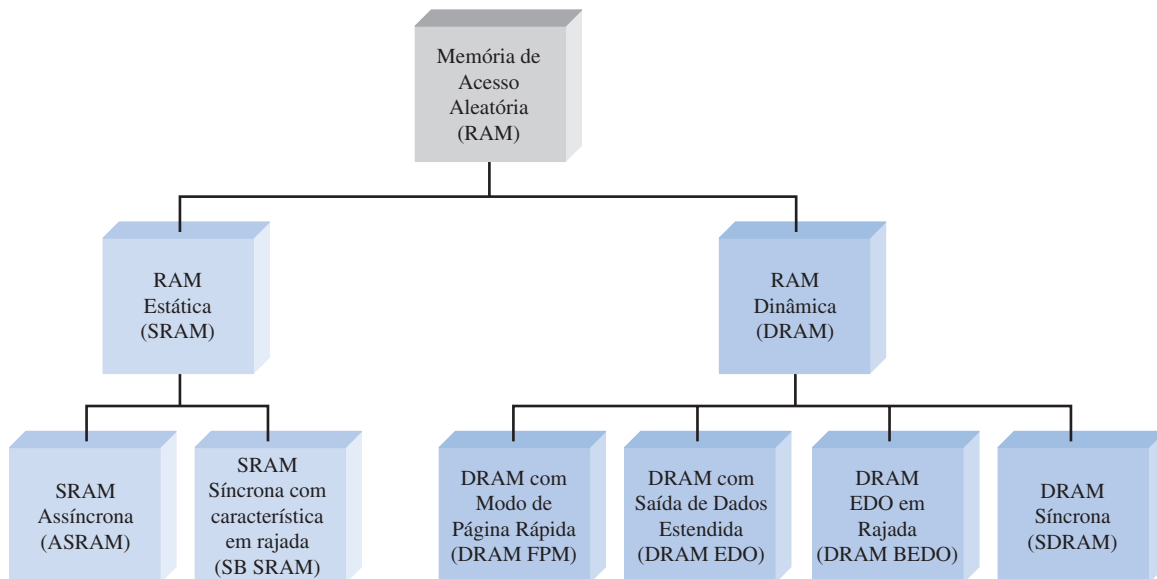 Memória de
Acesso
Aleatória
(RAM)
RAM
Estática
(SRAM)
RAM
Dinâmica
(DRAM)
SRAM
Assíncrona
(ASRAM)
SRAM
Síncrona com
característica
em rajada
(SB SRAM)
DRAM com
Modo de
Página Rápida
(DRAM FPM)
DRAM com
Saída de Dados
Estendida
(DRAM EDO)
DRAM
EDO em
Rajada
(DRAM BEDO)
DRAM
Síncrona
(SDRAM)